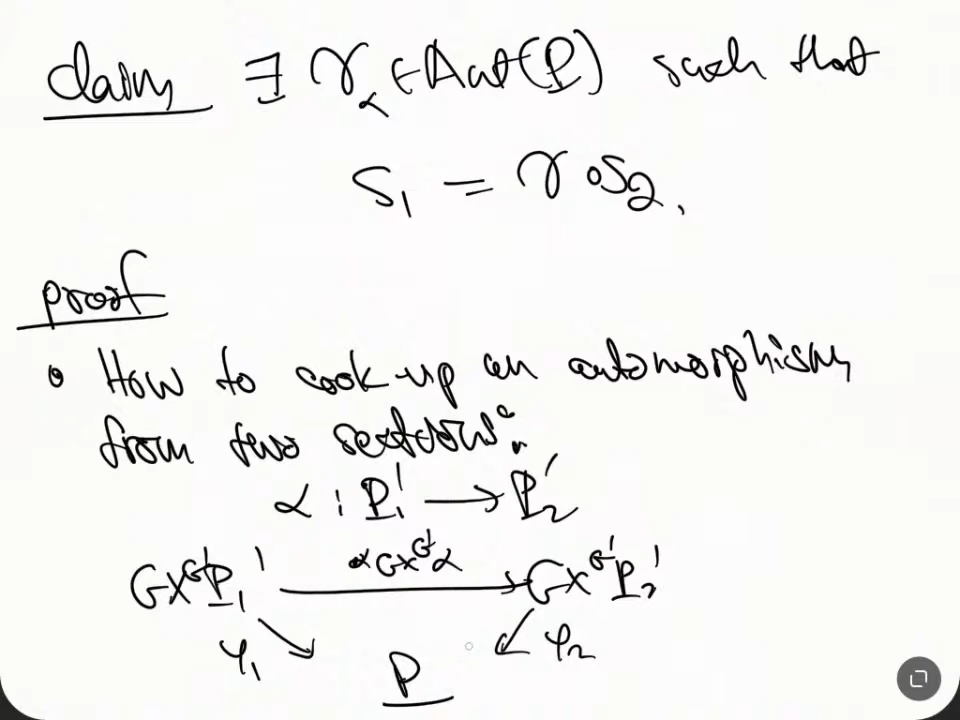 claim ∃ γ_α ∈ Aut(P) such that
S₁ = γ ∘ S₂.
proof
• How to cook-up an automorphism
from two sections?
α : P₁' → P₂'
G×^{G'} P₁' G×^{G'} α G×^{G'} P₂'
φ₁ φ₂
P